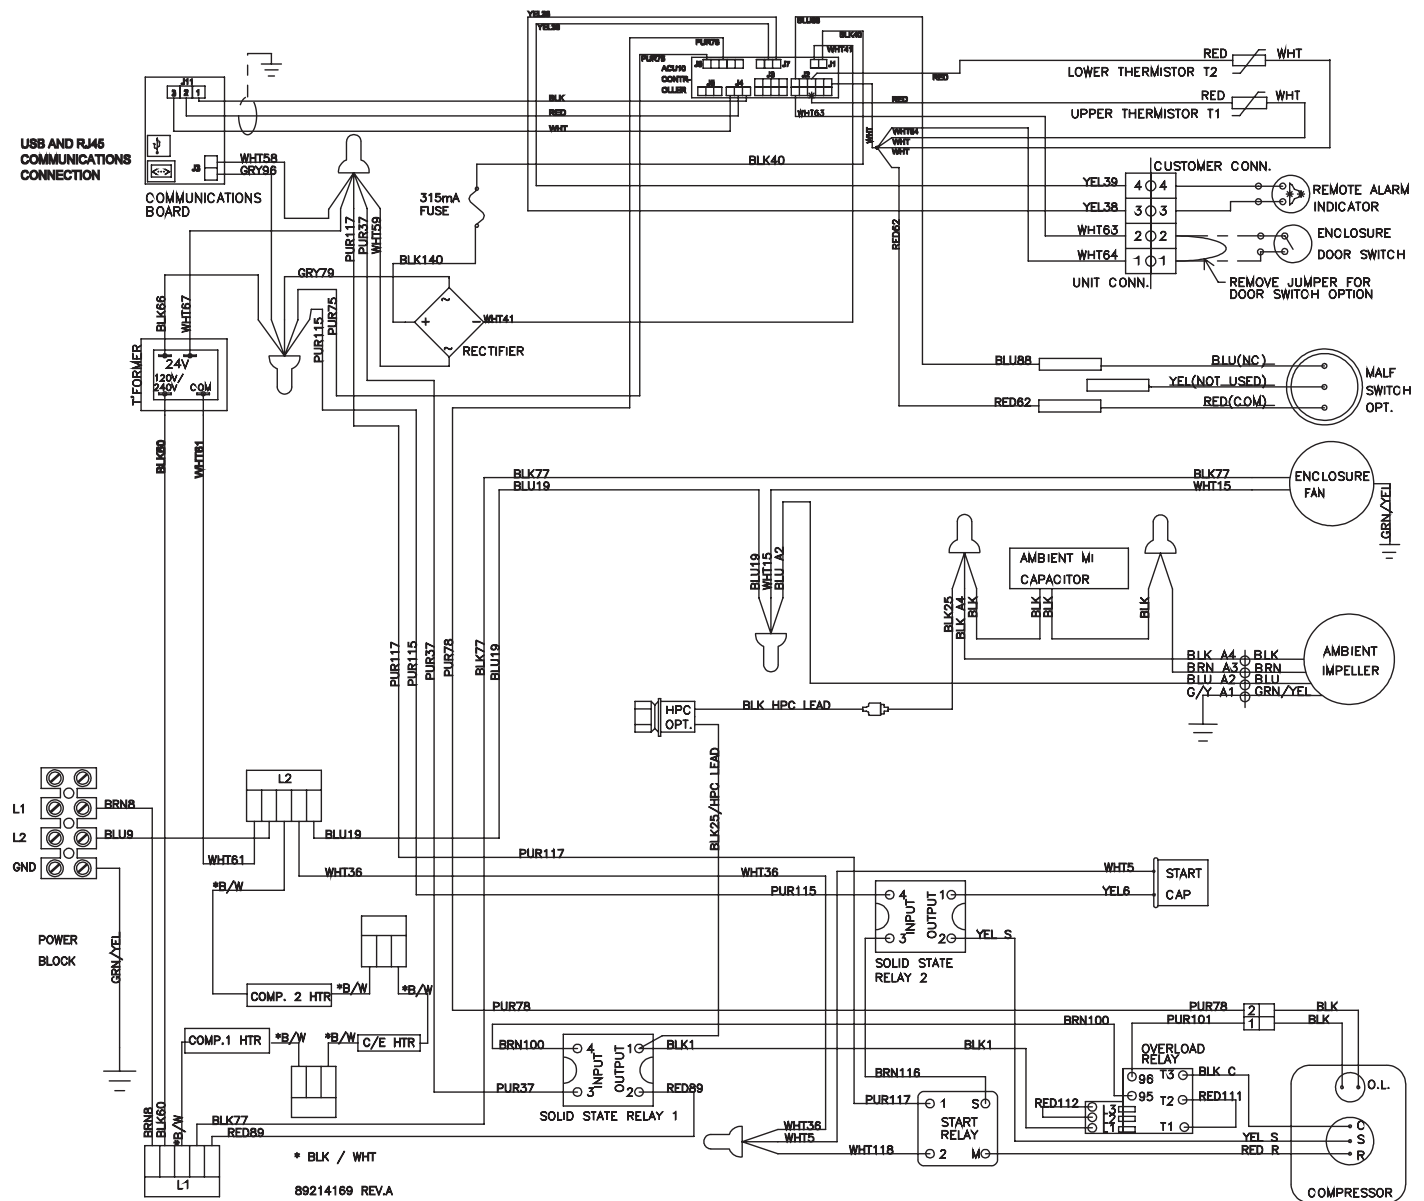 YEL38
YEL39
BLU88
BLK40
WHT41
PUR78
PUR75
J7
J1
ACU10
CONTR-
OLLER
J4
RED
RED
WHT
LOWER THERMISTOR T2
RED
RED
WHT
UPPER THERMISTOR T1
J11
3 2 1
BLK
RED
WHT
WHT63
WHT
WHT64
WHT
WHT
USB AND RJ45
COMMUNICATIONS
CONNECTION
J3
WHT58
GRY96
COMMUNICATIONS
BOARD
BLK40
315mA
FUSE
CUSTOMER CONN.
YEL39
4 4
YEL38
3 3
WHT63
2 2
WHT64
1 1
UNIT CONN.
REMOTE ALARM
INDICATOR
ENCLOSURE
DOOR SWITCH
REMOVE JUMPER FOR
DOOR SWITCH OPTION
PUR117
PUR37
WHT59
RED62
BLK140
GRY79
BLK66
WHT67
PUR115
PUR75
~
+
-
~
WHT41
RECTIFIER
T'FORMER
24V
120V/
240V
COM
BLU88
BLU(NC)
YEL(NOT USED)
RED62
RED(COM)
MALF
SWITCH
OPT.
BLK60
WHT61
BLK77
BLU19
BLK77
WHT15
ENCLOSURE
FAN
GRN/YEL
BLU19
WHT15
BLU A2
AMBIENT MI
CAPACITOR
BLK25
BLK A4
BLK
BLK
BLK
BLK
AMBIENT
IMPELLER
BLK A4
BLK
BRN A3
BRN
BLU A2
BLU
G/Y A1
GRN/YEL
PUR117
PUR115
PUR37
PUR78
BLK77
BLU19
HPC
OPT.
BLK HPC LEAD
BLK25/HPC LEAD
L2
L1
BRN8
L2
BLU9
GND
BLU19
WHT61
WHT36
*B/W
PUR117
WHT36
PUR115
WHT5
YEL6
START
CAP
4
3
INPUT
OUTPUT
1
2
YEL S
SOLID STATE
RELAY 2
POWER
BLOCK
GRN/YEL
COMP. 2 HTR
*B/W
*B/W
COMP.1 HTR
*B/W
*B/W
C/E HTR
PUR78
BRN100
BRN100
4
3
INPUT
OUTPUT
1
2
BLK1
BLK1
RED89
PUR37
SOLID STATE RELAY 1
PUR78
PUR101
2
1
BLK
BLK
OVERLOAD
RELAY
96
95
T3
T2
T1
BLK C
RED111
RED112
L3
L2
L1
O.L.
BRN116
PUR117
1
2
S
M
START
RELAY
WHT36
WHT5
WHT118
YEL S
RED R
C
S
R
COMPRESSOR
BRN8
BLK60
*B/W
BLK77
RED89
L1
* BLK / WHT
89214169 REV.A